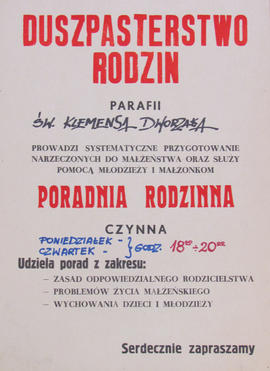 DUSZPASTERSTWO
RODZIN
PARAFII
ŚW. KLEMENSA DWORZAKA
PROWADZI SYSTEMATYCZNE PRZYGOTOWANIE
NARZECZONYCH DO MAŁŻEŃSTWA ORAZ SŁUŻY
POMOCĄ MŁODZIEŻY I MAŁŻONKOM
PORADNIA RODZINNA
CZYNNA
PONIEDZIAŁEK -
CZWARTEK - } GODZ. 18⁰⁰ ÷ 20⁰⁰
Udziela porad z zakresu:
— ZASAD ODPOWIEDZIALNEGO RODZICIELSTWA
— PROBLEMÓW ŻYCIA MAŁŻEŃSKIEGO
— WYCHOWANIA DZIECI I MŁODZIEŻY
Serdecznie zapraszamy